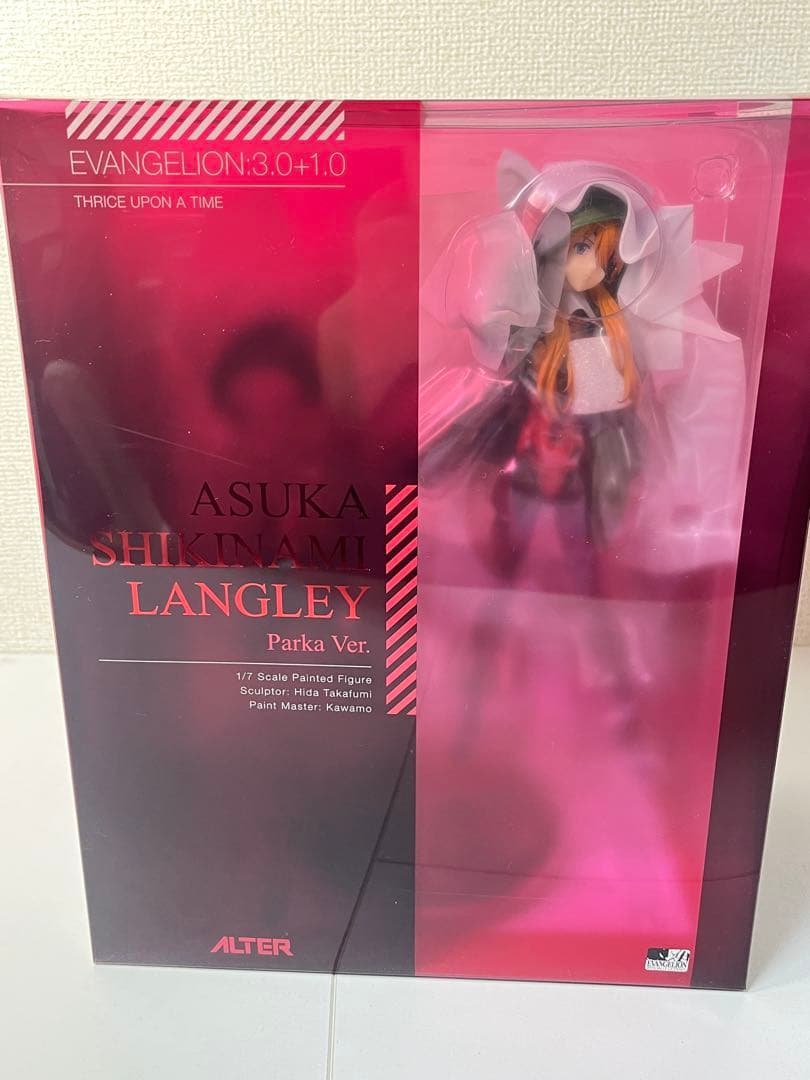 EVANGELION:3.0+1.0
THRICE UPON A TIME
ASUKA
SHIKINAMI
LANGLEY
Parka Ver.
1/7 Scale Painted Figure
Sculptor: Hida Takafumi
Paint Master: Kawamo
ALTER
EVANGELION